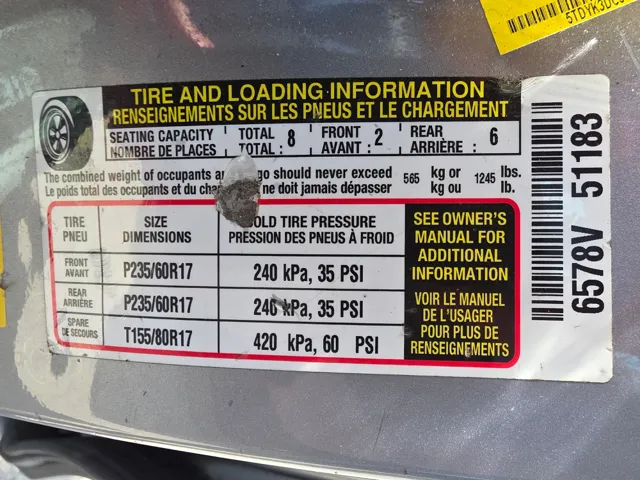 5TDYK3DC
TIRE AND LOADING INFORMATION
RENSEIGNEMENTS SUR LES PNEUS ET LE CHARGEMENT
SEATING CAPACITY TOTAL 8 FRONT 2 REAR 6
NOMBRE DE PLACES TOTAL : AVANT : ARRIÈRE :
The combined weight of occupants should never exceed 565 kg or 1245 lbs.
Le poids total des occupants et du ne doit jamais dépasser kg ou lb.
TIRE SIZE COLD TIRE PRESSURE
PNEU DIMENSIONS PRESSION DES PNEUS À FROID
FRONT
AVANT P235/60R17 240 kPa, 35 PSI
REAR
ARRIÈRE P235/60R17 240 kPa, 35 PSI
SPARE
DE SECOURS T155/80R17 420 kPa, 60 PSI
SEE OWNER'S
MANUAL FOR
ADDITIONAL
INFORMATION
VOIR LE MANUEL
DE L'USAGER
POUR PLUS DE
RENSEIGNEMENTS
6578V 51183